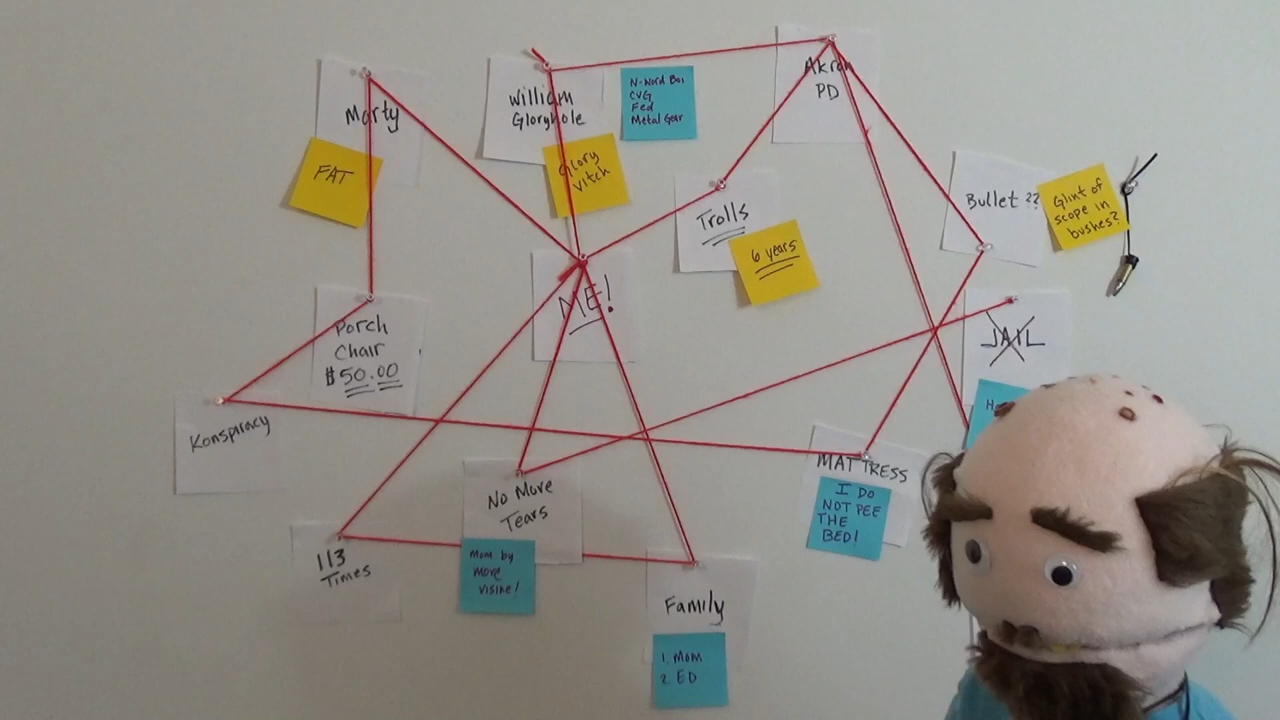 Marty
FAT
William
Gloryhole
N-Word Boi
CVG
Fed
Metal Gear
Glory
vitch
Akron
PD
Trolls
6 years
Bullet ??
Glint of
scope in
bushes?
ME!
JAIL
Porch
Chair
$50.00
Konspiracy
No More
Tears
Mom by
more
visine!
MATTRESS
I DO
NOT PEE
THE
BED!
113
Times
Family
1. Mom
2. ED